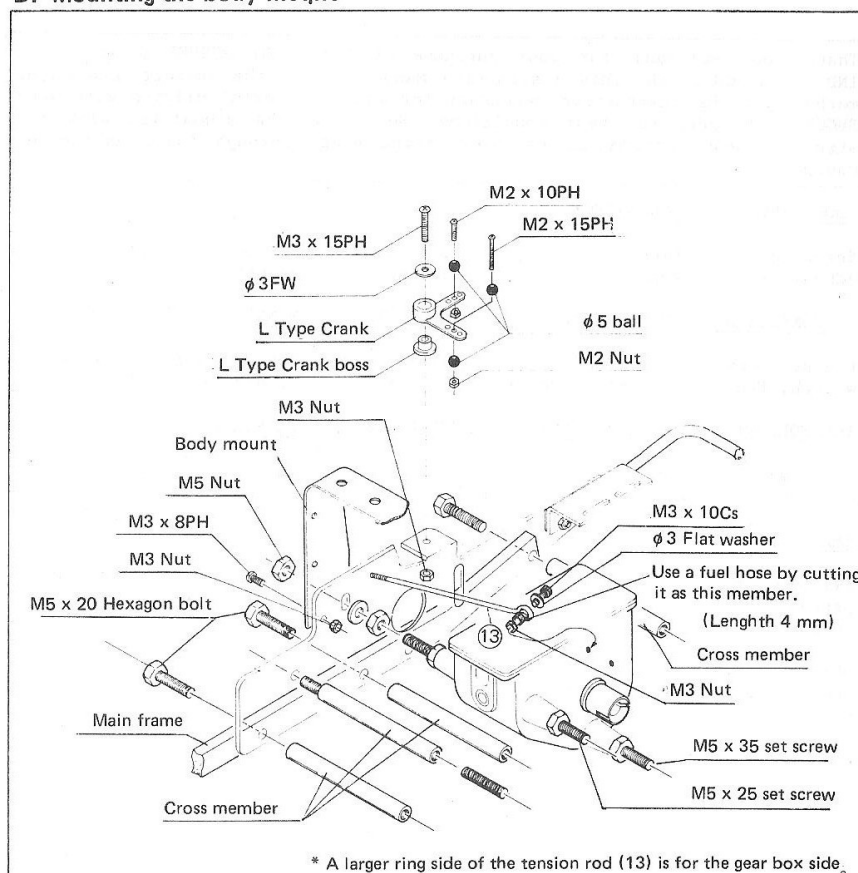 D. Mounting the body mount
M2 x 10PH
M2 x 15PH
M3 x 15PH
φ3FW
L Type Crank
L Type Crank boss
φ5 ball
M2 Nut
M3 Nut
Body mount
M5 Nut
M3 x 8PH
M3 Nut
M5 x 20 Hexagon bolt
M3 x 10Cs
φ3 Flat washer
Use a fuel hose by cutting
it as this member.
(Lenghth 4 mm)
Cross member
13
M3 Nut
Main frame
M5 x 35 set screw
M5 x 25 set screw
Cross member
* A larger ring side of the tension rod (13) is for the gear box side.